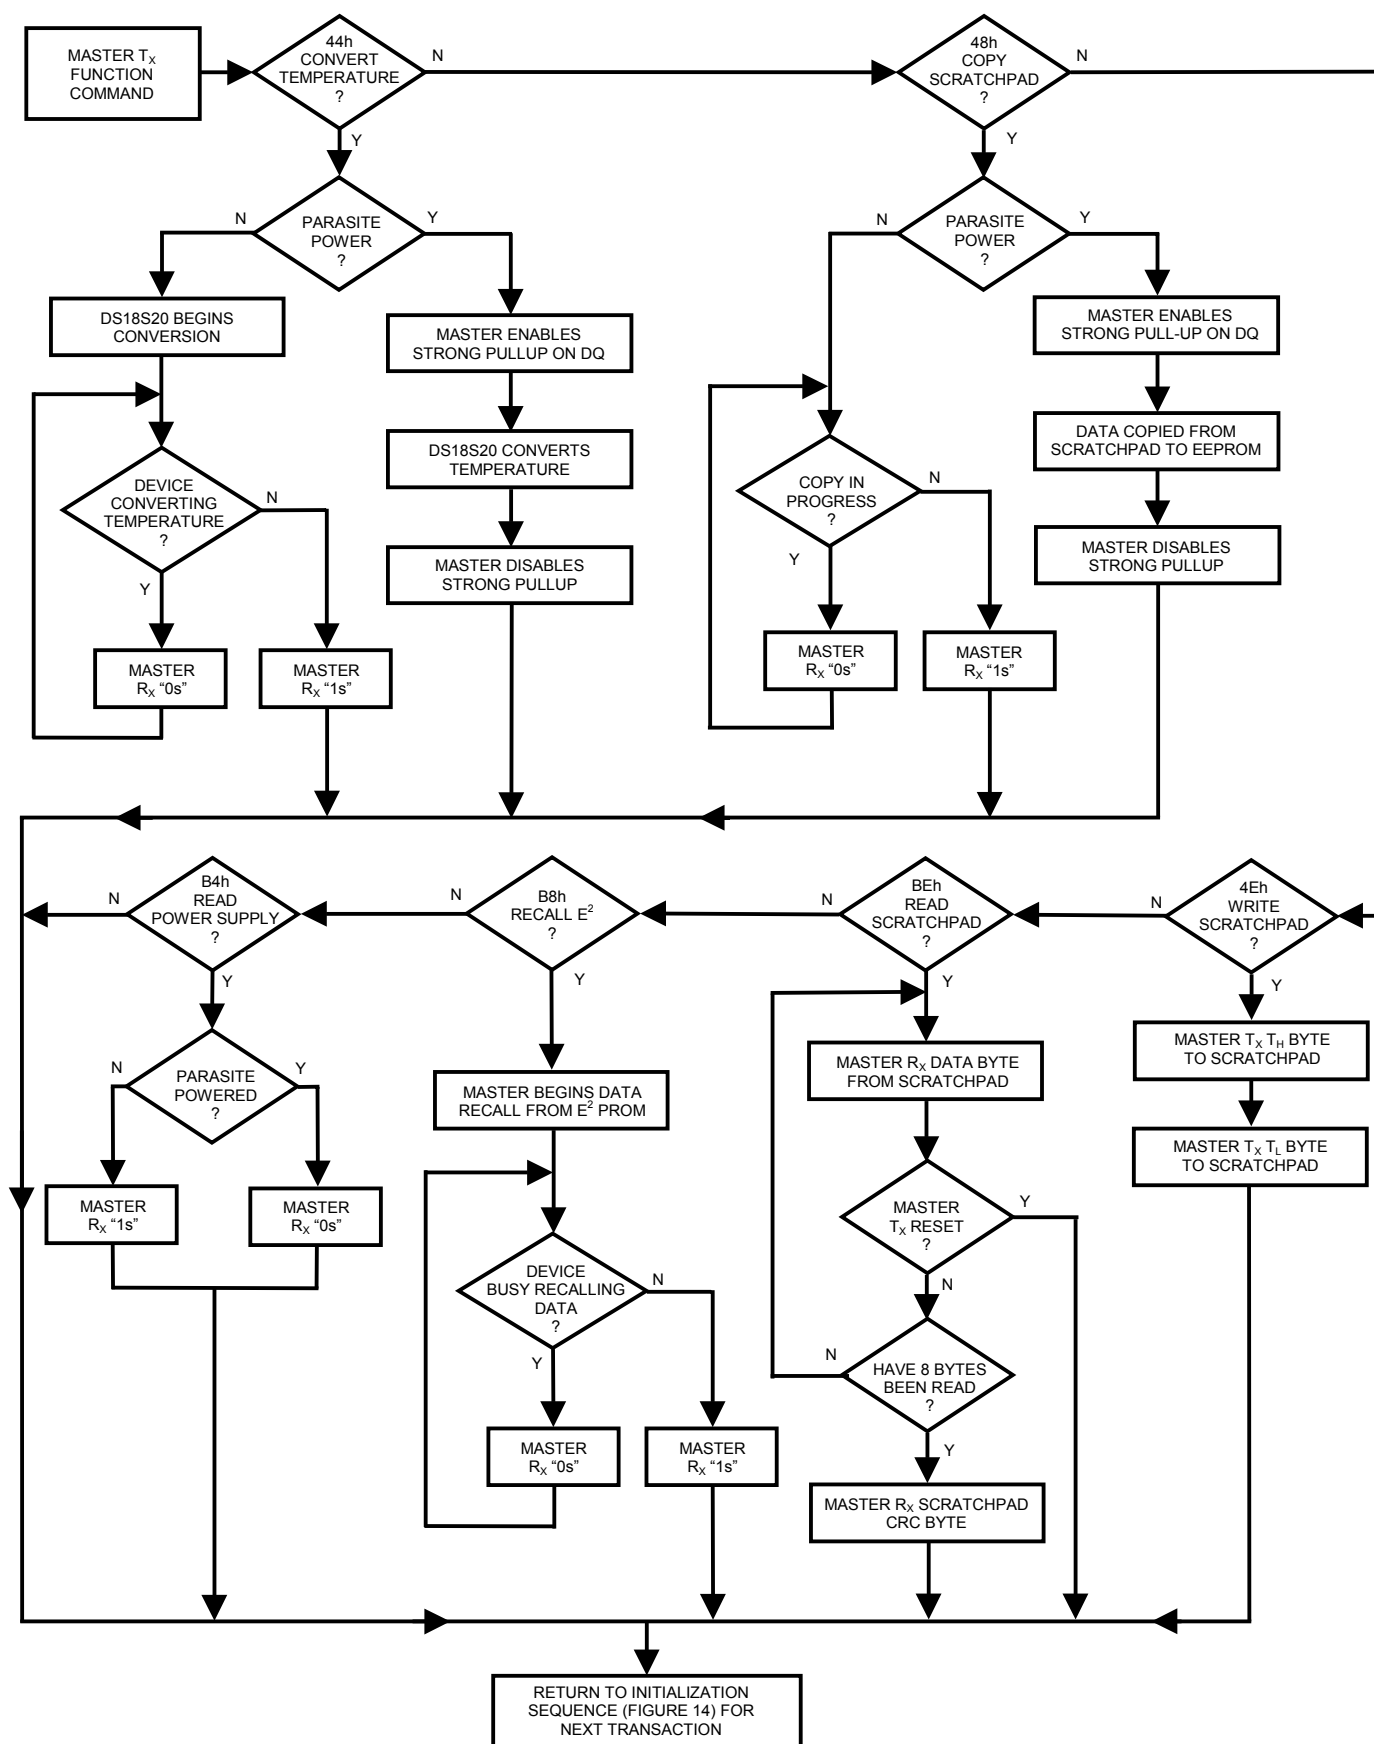 MASTER TX
FUNCTION
COMMAND
44h
CONVERT
TEMPERATURE
?
N
Y
48h
COPY
SCRATCHPAD
?
N
Y
PARASITE
POWER
?
N
Y
PARASITE
POWER
?
N
Y
DS18S20 BEGINS
CONVERSION
MASTER ENABLES
STRONG PULLUP ON DQ
MASTER ENABLES
STRONG PULL-UP ON DQ
DEVICE
CONVERTING
TEMPERATURE
?
N
Y
DS18S20 CONVERTS
TEMPERATURE
COPY IN
PROGRESS
?
N
Y
DATA COPIED FROM
SCRATCHPAD TO EEPROM
MASTER DISABLES
STRONG PULLUP
MASTER DISABLES
STRONG PULLUP
MASTER
RX “0s”
MASTER
RX “1s”
MASTER
RX “0s”
MASTER
RX “1s”
B4h
READ
POWER SUPPLY
?
N
Y
B8h
RECALL E2
?
N
Y
BEh
READ
SCRATCHPAD
?
N
Y
4Eh
WRITE
SCRATCHPAD
?
N
Y
PARASITE
POWERED
?
N
Y
MASTER BEGINS DATA
RECALL FROM E2 PROM
MASTER RX DATA BYTE
FROM SCRATCHPAD
MASTER TX TH BYTE
TO SCRATCHPAD
MASTER TX TL BYTE
TO SCRATCHPAD
MASTER
RX “1s”
MASTER
RX “0s”
MASTER
TX RESET
?
Y
N
DEVICE
BUSY RECALLING
DATA
?
N
Y
HAVE 8 BYTES
BEEN READ
?
N
Y
MASTER
RX “0s”
MASTER
RX “1s”
MASTER RX SCRATCHPAD
CRC BYTE
RETURN TO INITIALIZATION
SEQUENCE (FIGURE 14) FOR
NEXT TRANSACTION